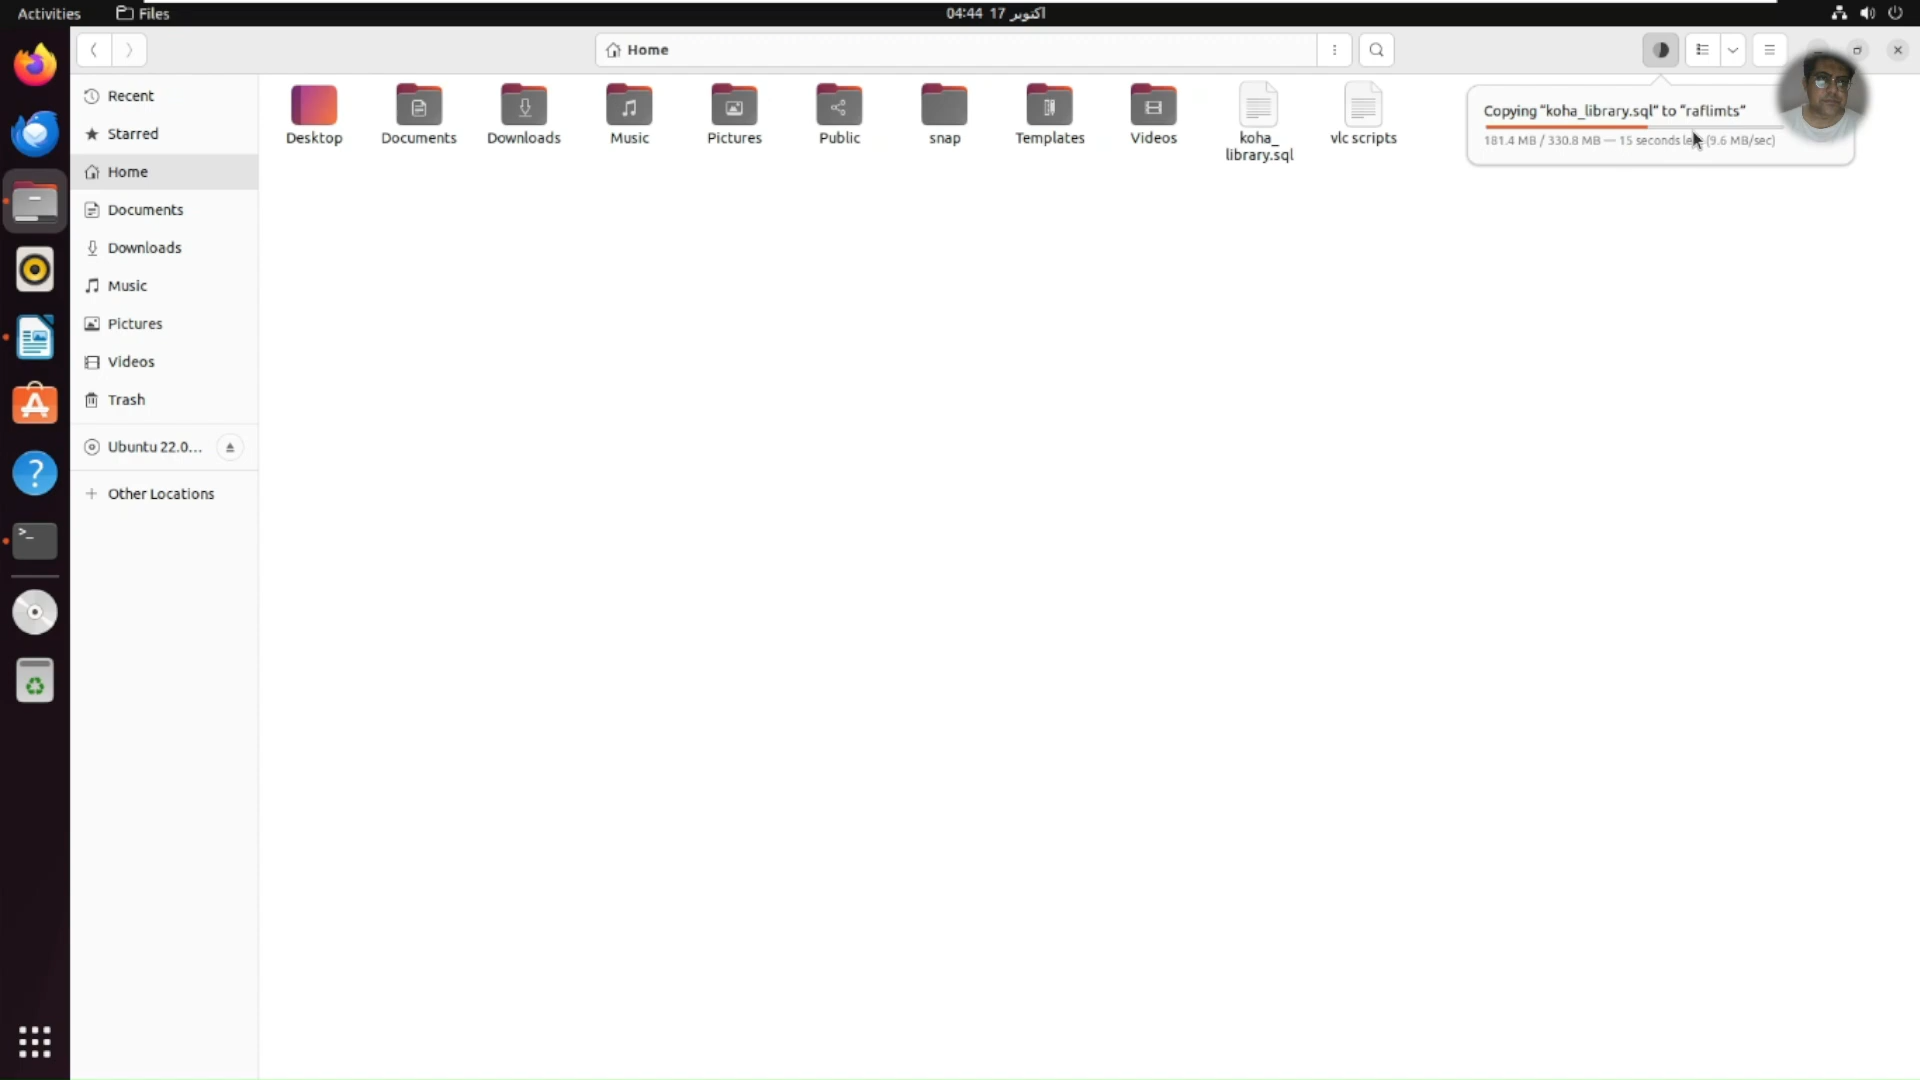 Activities
Files
04:44 17 اکتوبر
Home
Recent
Starred
Home
Documents
Downloads
Music
Pictures
Videos
Trash
Ubuntu 22.0...
+ Other Locations
Desktop
Documents
Downloads
Music
Pictures
Public
snap
Templates
Videos
koha_
library.sql
vlc scripts
Copying “koha_library.sql” to “raflimts”
181.4 MB / 330.8 MB — 15 seconds (9.6 MB/sec)